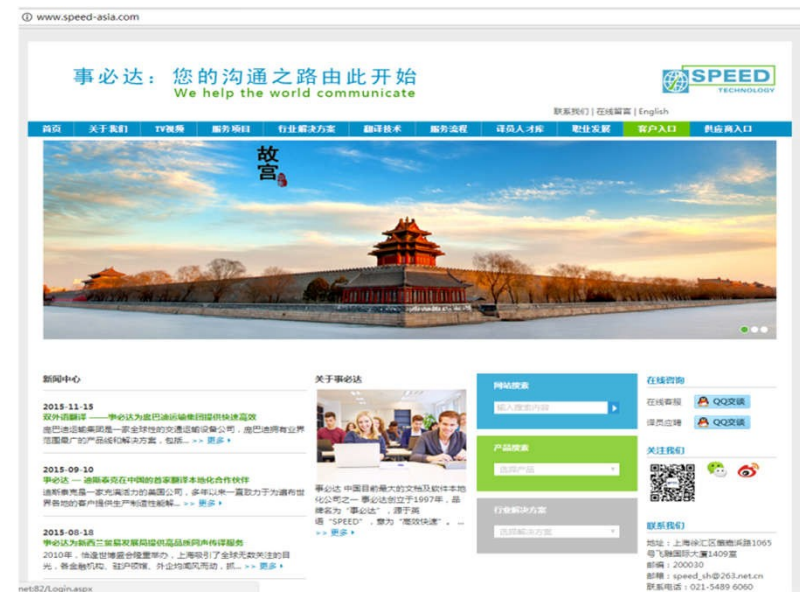 www.speed-asia.com
事必达：您的沟通之路由此开始
We help the world communicate
SPEED
TECHNOLOGY
联系我们 | 在线留言 | English
首页 关于我们 TV视频 服务项目 行业解决方案 翻译技术 服务流程 译员人才库 职业发展 客户入口 供应商入口
故宫
新闻中心
2015-11-15
双外语翻译 ——事必达为庞巴迪运输集团提供快速高效
庞巴迪运输集团是一家全球性的交通运输设备公司，庞巴迪拥有业界
范围最广的产品线和解决方案，包括... >> 更多
2015-09-10
事必达 — 迪斯泰克在中国的首家翻译本地化合作伙伴
迪斯泰克是一家充满活力的美国公司，多年以来一直致力于为遍布世
界各地的客户提供生产制造性能解... >> 更多
2015-08-18
事必达为新西兰贸易发展局提供高品质同声传译服务
2010年，恰逢世博盛会隆重举办，上海吸引了全球无数关注的目
光，各金融机构、驻沪领馆、外企均闻风而动，抓... >> 更多
关于事必达
事必达 中国目前最大的文档及软件本地
化公司之一 事必达创立于1997年，品
牌名为“事必达”，源于英
语“SPEED”，意为“高效快速”。 ...
>> 更多
网站搜索
输入搜索内容
产品搜索
选择产品
行业解决方案
选择解决方案
在线咨询
在线客服 QQ交谈
译员应聘 QQ交谈
关注我们
联系我们
地址：上海徐汇区
号飞雕国际大厦1409室
邮编：200030
邮箱：speed_sh@263.net.cn
联系电话：021-5489 6060
net:82/Login.aspx